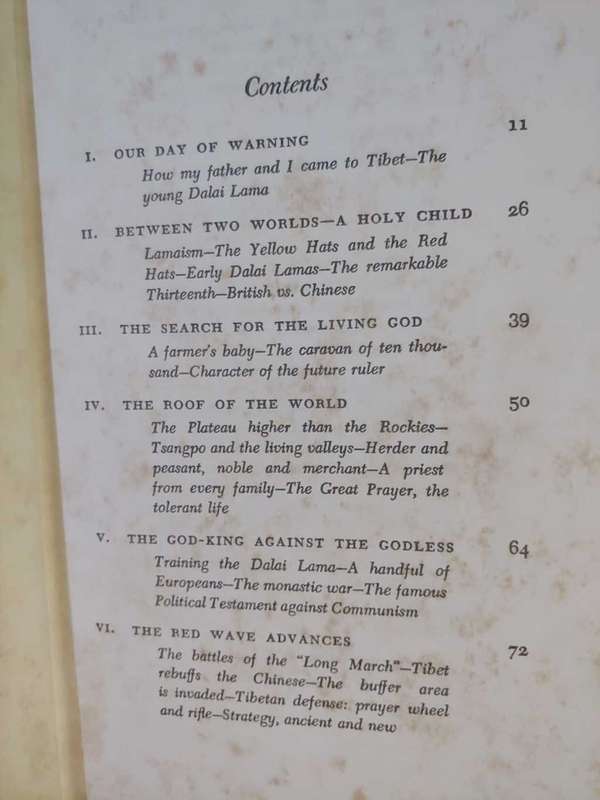 Contents
I. OUR DAY OF WARNING 11
How my father and I came to Tibet—The
young Dalai Lama
II. BETWEEN TWO WORLDS—A HOLY CHILD 26
Lamaism—The Yellow Hats and the Red
Hats—Early Dalai Lamas—The remarkable
Thirteenth—British vs. Chinese
III. THE SEARCH FOR THE LIVING GOD 39
A farmer's baby—The caravan of ten thou-
sand—Character of the future ruler
IV. THE ROOF OF THE WORLD 50
The Plateau higher than the Rockies—
Tsangpo and the living valleys—Herder and
peasant, noble and merchant—A priest
from every family—The Great Prayer, the
tolerant life
V. THE GOD-KING AGAINST THE GODLESS 64
Training the Dalai Lama—A handful of
Europeans—The monastic war—The famous
Political Testament against Communism
VI. THE RED WAVE ADVANCES 72
The battles of the "Long March"—Tibet
rebuffs the Chinese—The buffer area
is invaded—Tibetan defense: prayer wheel
and rifle—Strategy, ancient and new